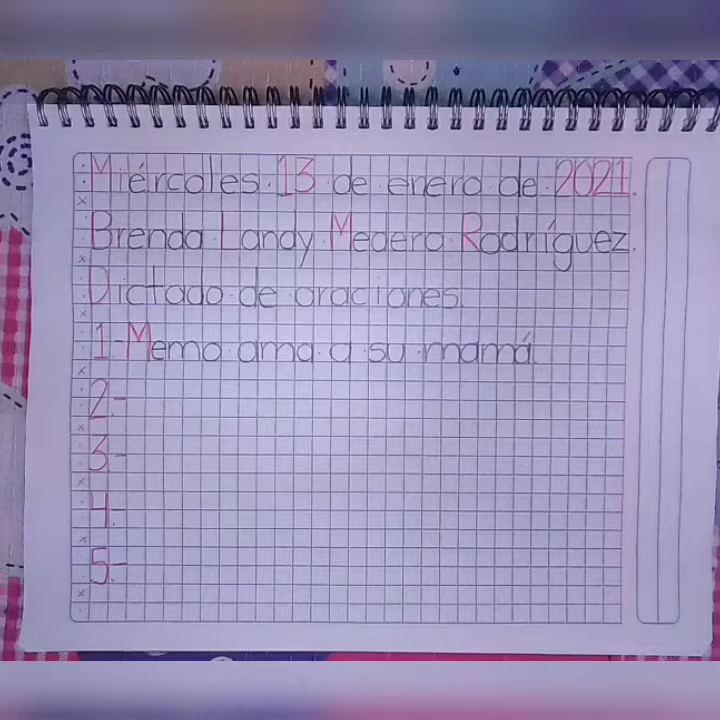 Miércoles 13 de enero de 2021.
Brenda Landy Medero Rodríguez.
Dictado de oraciones.
1.-Memo ama a su mamá.
2.-
3.-
4.-
5.-